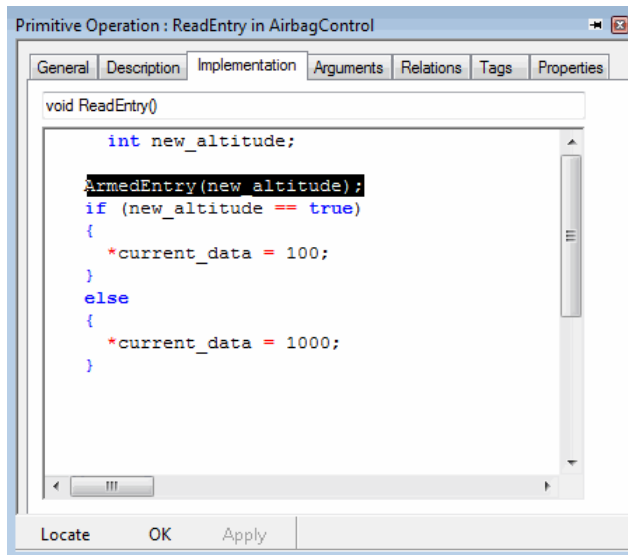 Primitive Operation : ReadEntry in AirbagControl
General Description Implementation Arguments Relations Tags Properties
void ReadEntry()
int new_altitude;
ArmedEntry(new_altitude);
if (new_altitude == true)
{
*current_data = 100;
}
else
{
*current_data = 1000;
}
Locate OK Apply